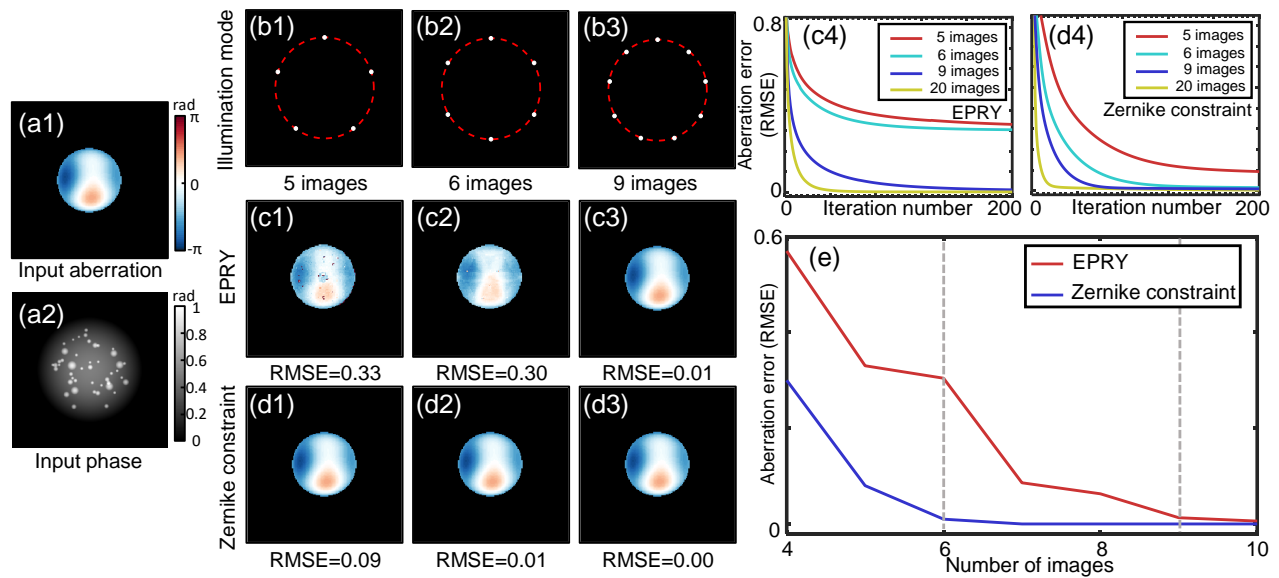 (a1)
rad
π
0
-π
Input aberration
(a2)
rad
1
0.8
0.6
0.4
0.2
0
Input phase
Illumination mode
(b1)
5 images
(b2)
6 images
(b3)
9 images
EPRY
(c1)
RMSE=0.33
(c2)
RMSE=0.30
(c3)
RMSE=0.01
Zernike constraint
(d1)
RMSE=0.09
(d2)
RMSE=0.01
(d3)
RMSE=0.00
Aberration error
(RMSE)
0.8
0
(c4)
5 images
6 images
9 images
20 images
EPRY
0
Iteration number
200
(d4)
5 images
6 images
9 images
20 images
Zernike constraint
0
Iteration number
200
Aberration error (RMSE)
0.6
0
(e)
EPRY
Zernike constraint
4
6
8
10
Number of images